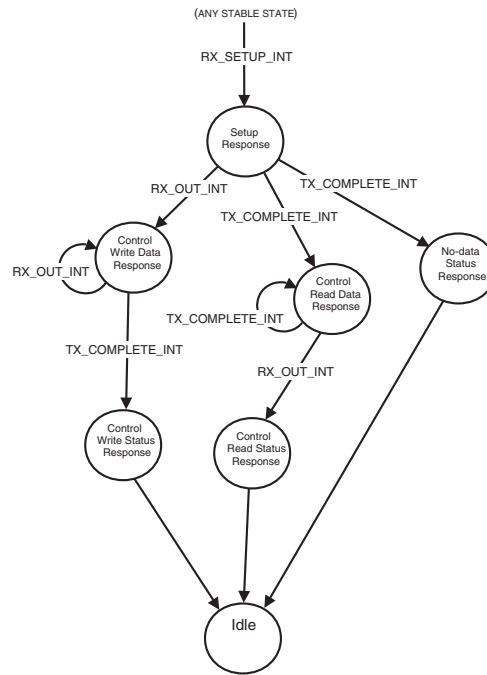 (ANY STABLE STATE)
RX_SETUP_INT
Setup
Response
RX_OUT_INT
TX_COMPLETE_INT
TX_COMPLETE_INT
Control
Write Data
Response
RX_OUT_INT
Control
Read Data
Response
TX_COMPLETE_INT
No-data
Status
Response
TX_COMPLETE_INT
RX_OUT_INT
Control
Write Status
Response
Control
Read Status
Response
Idle